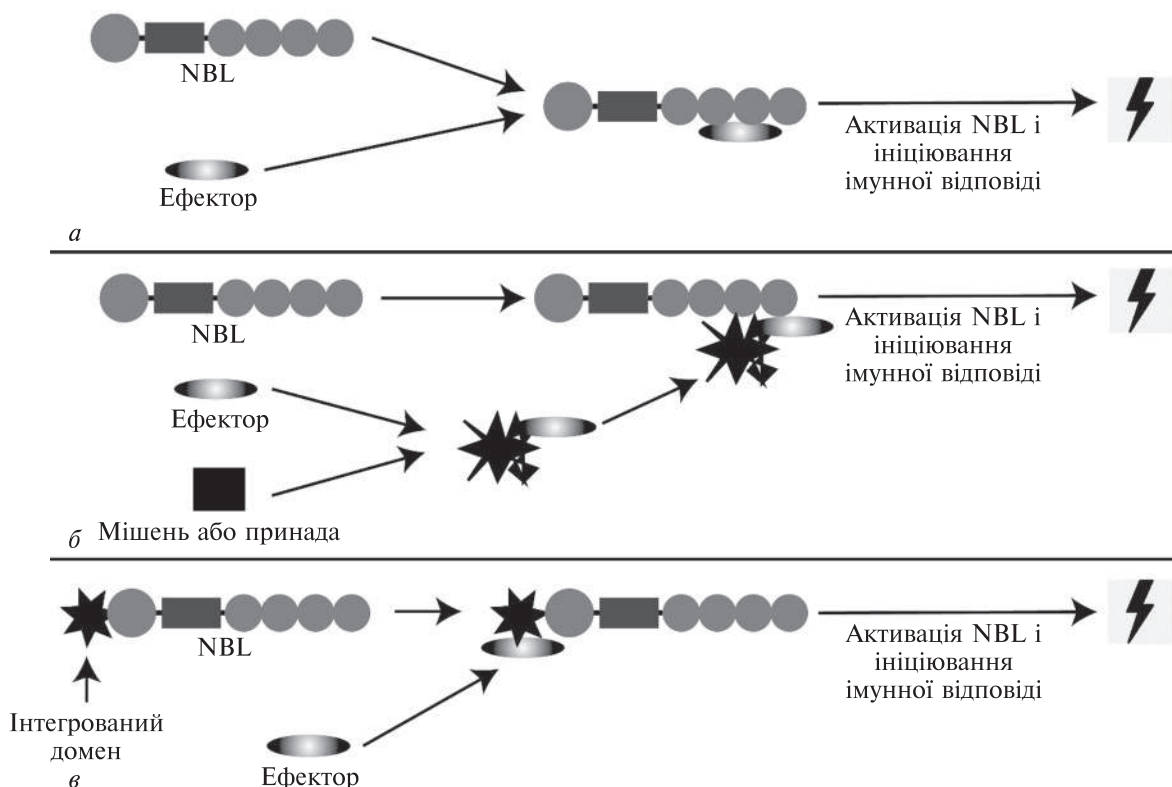 NBL
Ефектор
Активація NBL і
ініціювання
імунної відповіді
а
NBL
Ефектор
Активація NBL і
ініціювання
імунної відповіді
б Мішень або принада
NBL
Активація NBL і
ініціювання
імунної відповіді
Інтегрований
домен
Ефектор
в